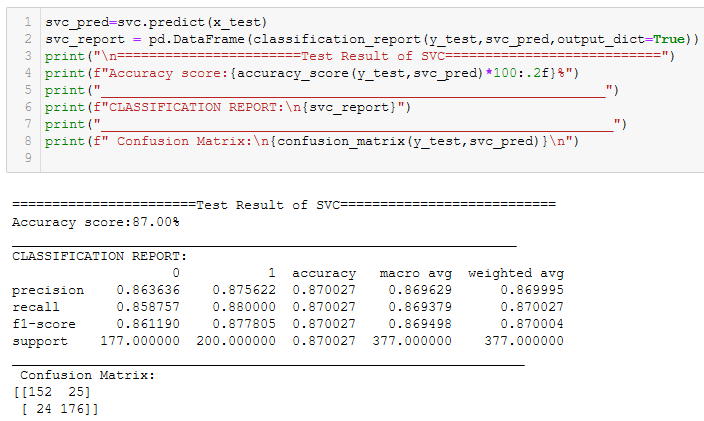 1 svc_pred=svc.predict(x_test)
2 svc_report = pd.DataFrame(classification_report(y_test,svc_pred,output_dict=True))
3 print("\n=======================Test Result of SVC===========================")
4 print(f"Accuracy score:{accuracy_score(y_test,svc_pred)*100:.2f}%")
5 print("_______________________________________________________________")
6 print(f"CLASSIFICATION REPORT:\n{svc_report}")
7 print("________________________________________________________________")
8 print(f" Confusion Matrix:\n{confusion_matrix(y_test,svc_pred)}\n")
9
=======================Test Result of SVC===========================
Accuracy score:87.00%
_______________________________________________________________
CLASSIFICATION REPORT:
0 1 accuracy macro avg weighted avg
precision 0.863636 0.875622 0.870027 0.869629 0.869995
recall 0.858757 0.880000 0.870027 0.869379 0.870027
f1-score 0.861190 0.877805 0.870027 0.869498 0.870004
support 177.000000 200.000000 0.870027 377.000000 377.000000
________________________________________________________________
Confusion Matrix:
[[152 25]
[ 24 176]]